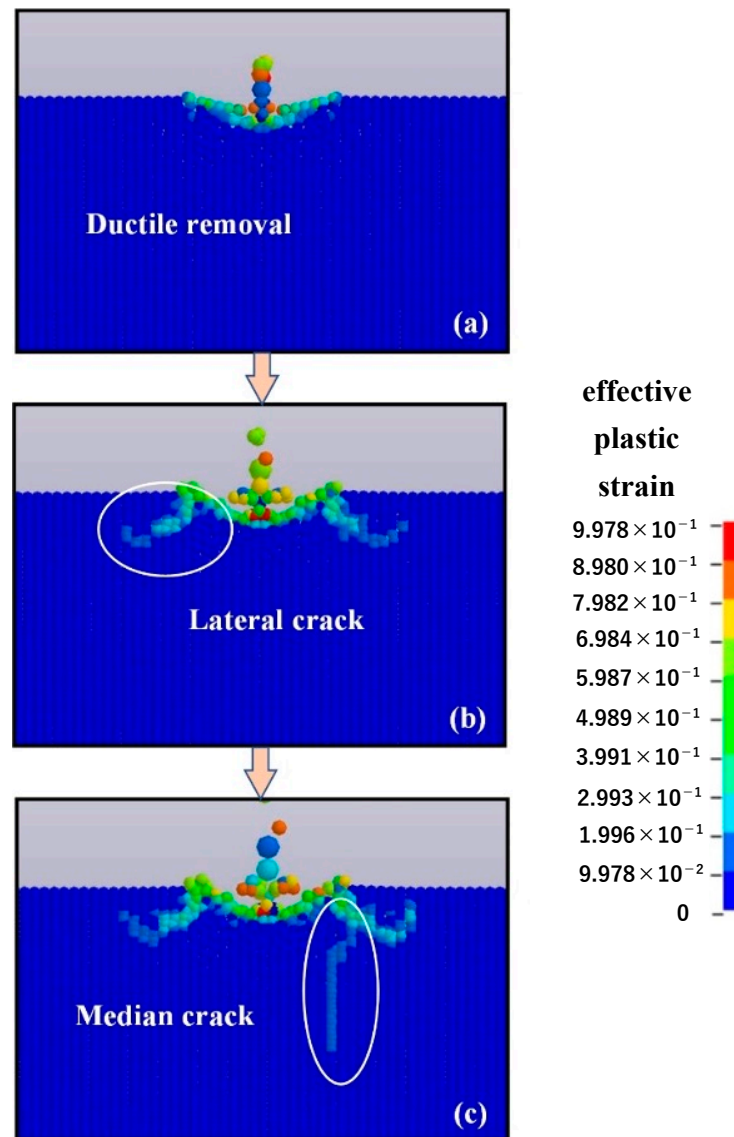 Ductile removal
(a)
Lateral crack
(b)
Median crack
(c)
effective
plastic
strain
9.978×10⁻¹
8.980×10⁻¹
7.982×10⁻¹
6.984×10⁻¹
5.987×10⁻¹
4.989×10⁻¹
3.991×10⁻¹
2.993×10⁻¹
1.996×10⁻¹
9.978×10⁻²
0